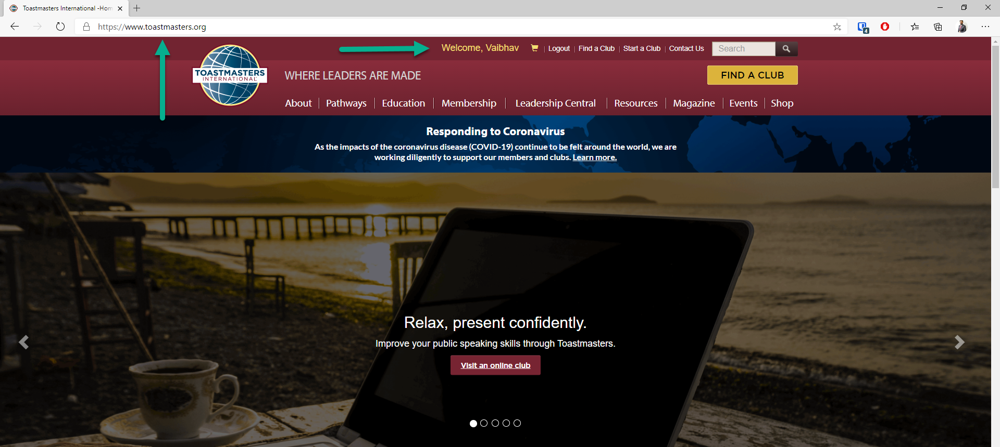 Toastmasters International -Hom
https://www.toastmasters.org
4
Welcome, Vaibhav
Logout
Find a Club
Start a Club
Contact Us
Search
TOASTMASTERS
INTERNATIONAL
WHERE LEADERS ARE MADE
FIND A CLUB
About
Pathways
Education
Membership
Leadership Central
Resources
Magazine
Events
Shop
Responding to Coronavirus
As the impacts of the coronavirus disease (COVID-19) continue to be felt around the world, we are
working diligently to support our members and clubs. Learn more.
Relax, present confidently.
Improve your public speaking skills through Toastmasters.
Visit an online club